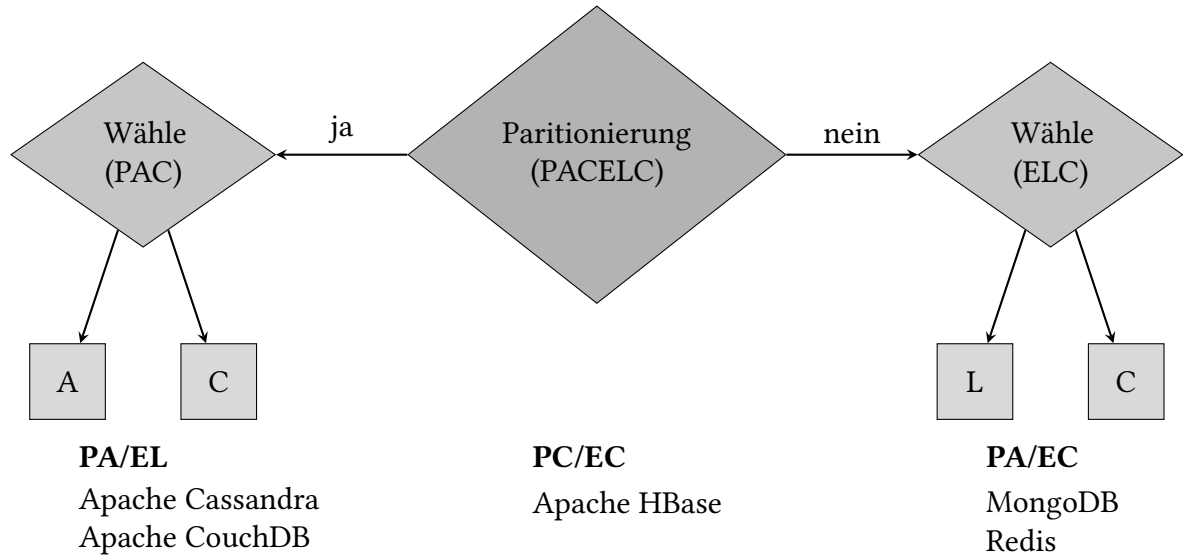 Wähle
(PAC)
ja
Paritionierung
(PACELC)
nein
Wähle
(ELC)
A
C
L
C
PA/EL
Apache Cassandra
Apache CouchDB
PC/EC
Apache HBase
PA/EC
MongoDB
Redis